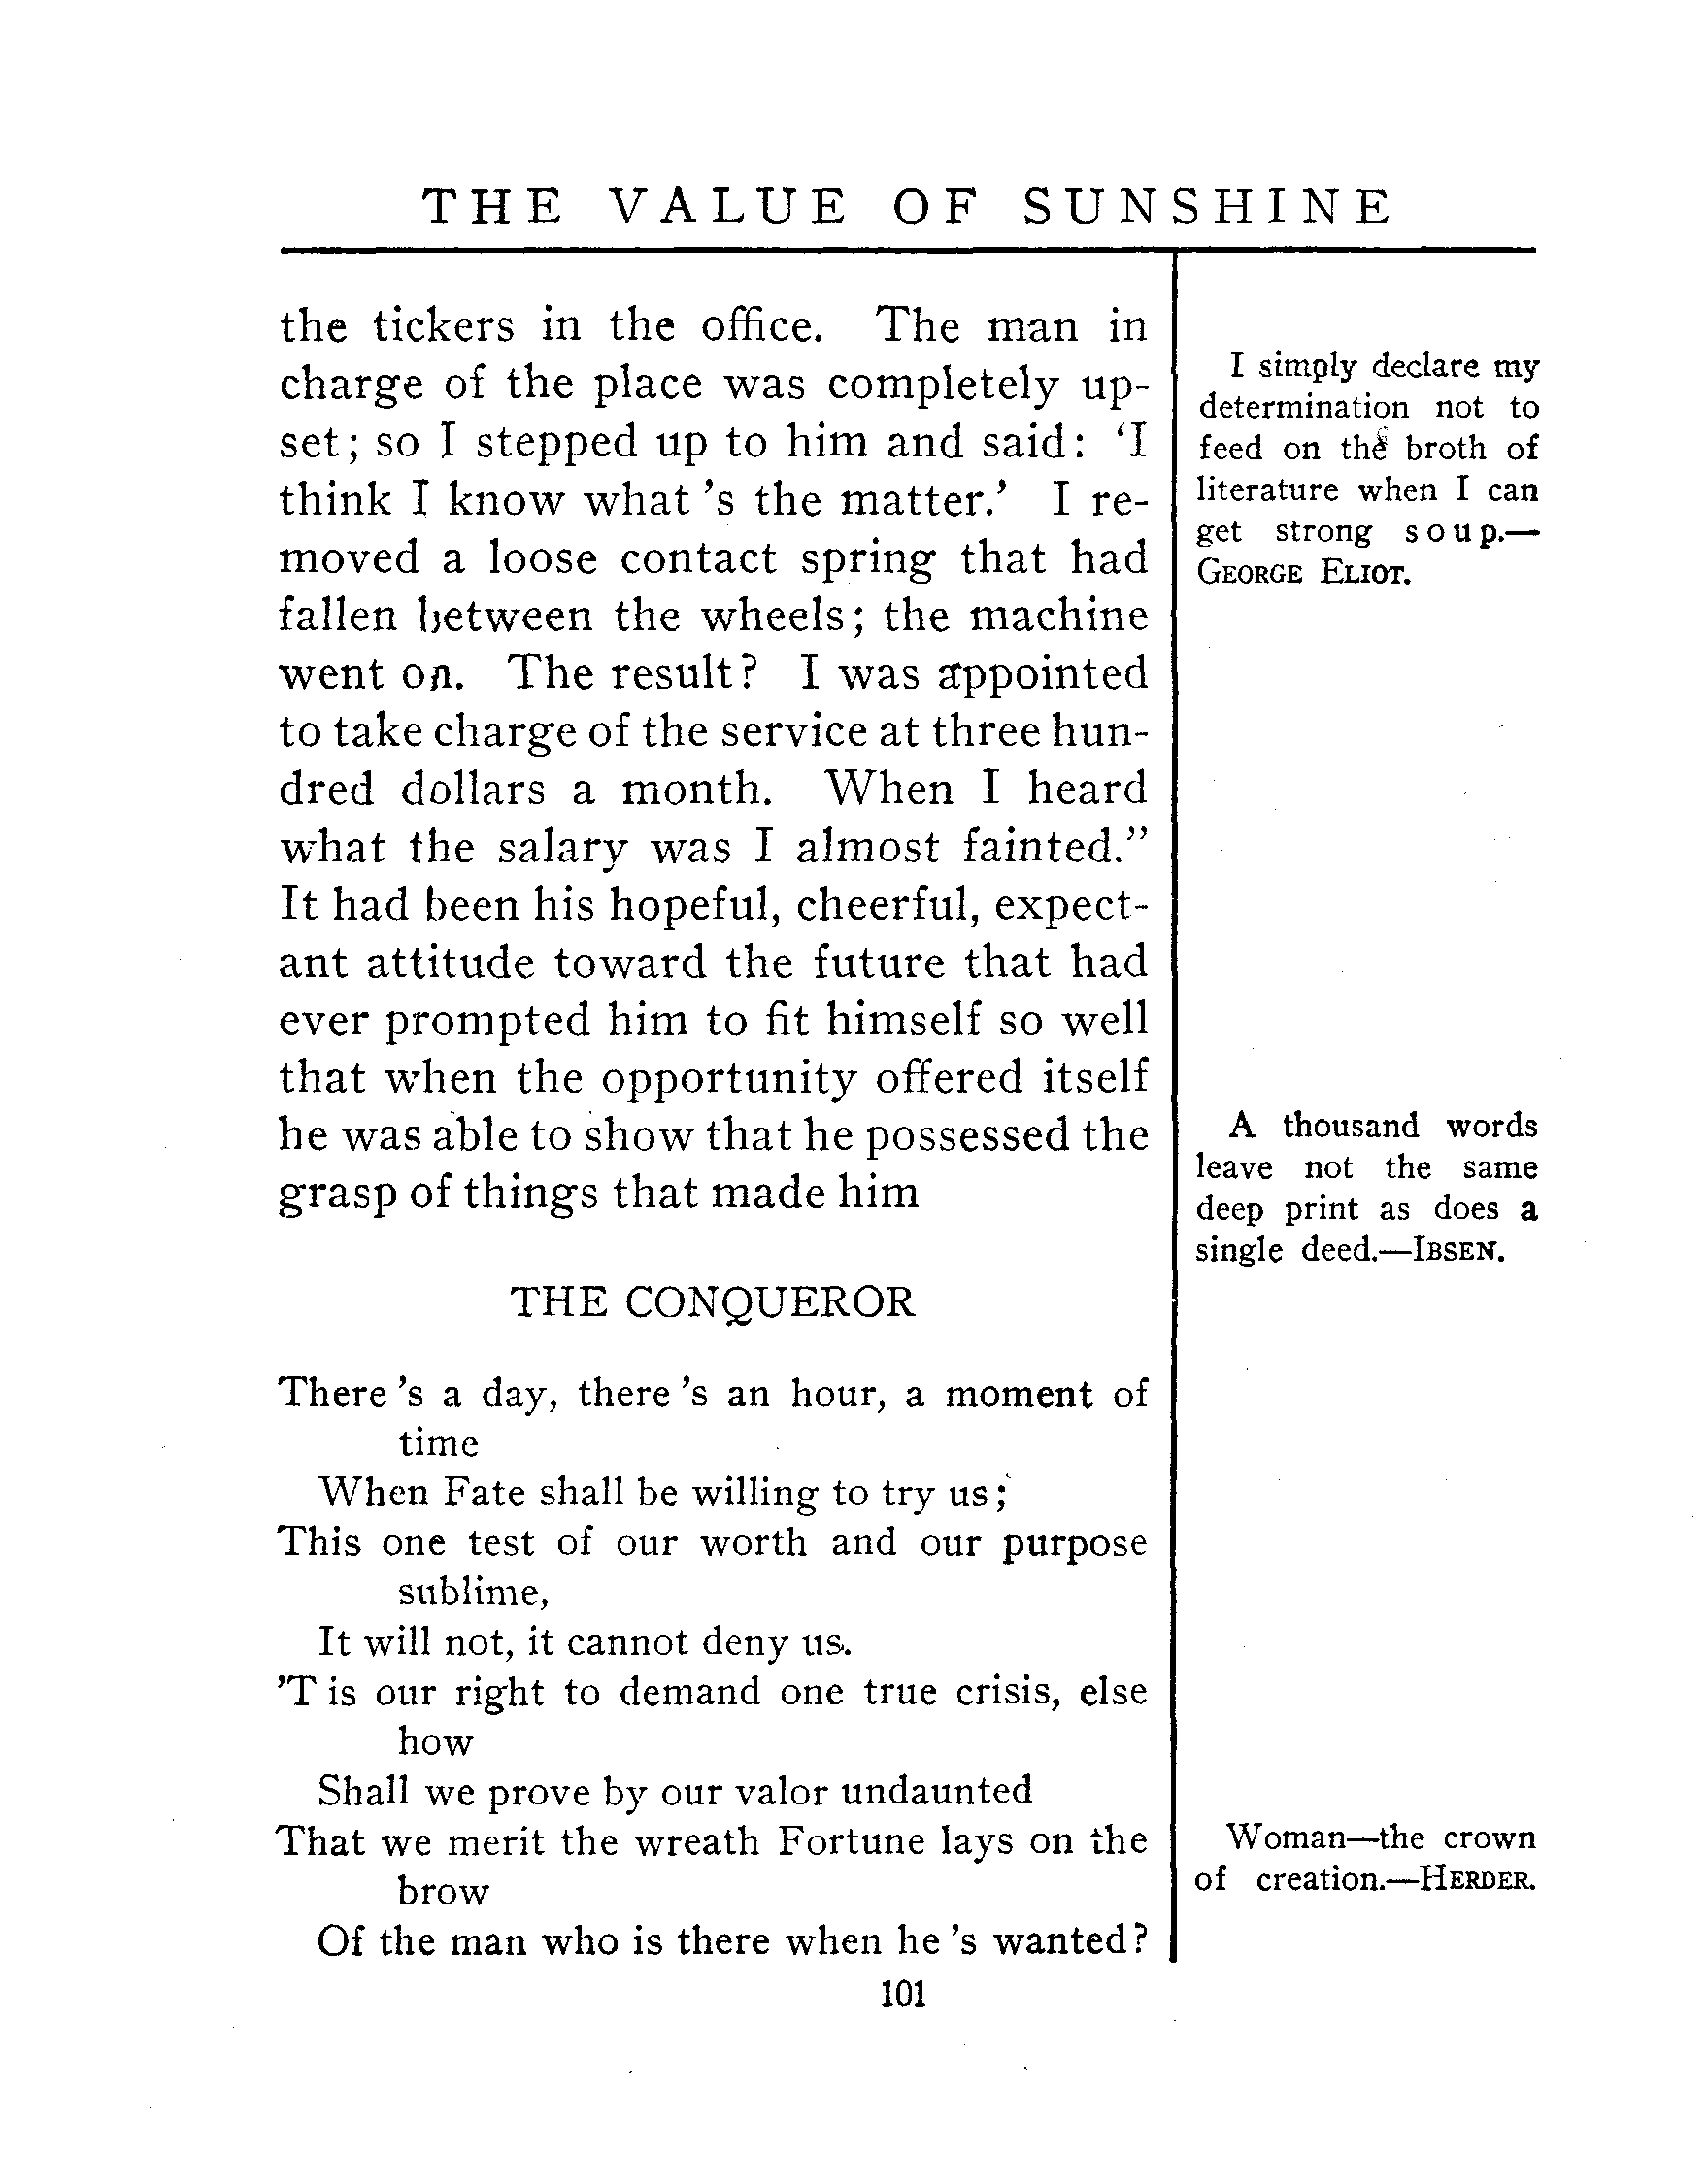 THE VALUE OF SUNSHINE
the tickers in the office. The man in
charge of the place was completely up-
set; so I stepped up to him and said: ‘I
think I know what ’s the matter.’ I re-
moved a loose contact spring that had
fallen between the wheels; the machine
went on. The result? I was appointed
to take charge of the service at three hun-
dred dollars a month. When I heard
what the salary was I almost fainted.”
It had been his hopeful, cheerful, expect-
ant attitude toward the future that had
ever prompted him to fit himself so well
that when the opportunity offered itself
he was able to show that he possessed the
grasp of things that made him
THE CONQUEROR
There ’s a day, there ’s an hour, a moment of
time
When Fate shall be willing to try us;
This one test of our worth and our purpose
sublime,
It will not, it cannot deny us.
’T is our right to demand one true crisis, else
how
Shall we prove by our valor undaunted
That we merit the wreath Fortune lays on the
brow
Of the man who is there when he ’s wanted?
I simply declare my
determination not to
feed on the broth of
literature when I can
get strong soup.—
GEORGE ELIOT.
A thousand words
leave not the same
deep print as does a
single deed.—IBSEN.
Woman—the crown
of creation.—HERDER.
101